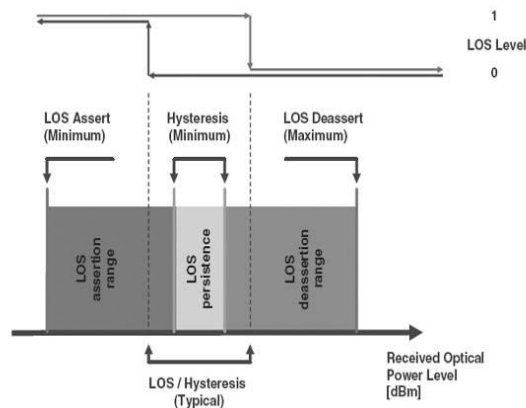 1
LOS Level
0
LOS Assert
(Minimum)
Hysteresis
(Minimum)
LOS Deassert
(Maximum)
LOS
assertion
range
LOS
persistence
LOS
deassertion
range
LOS / Hysteresis
(Typical)
Received Optical
Power Level
[dBm]